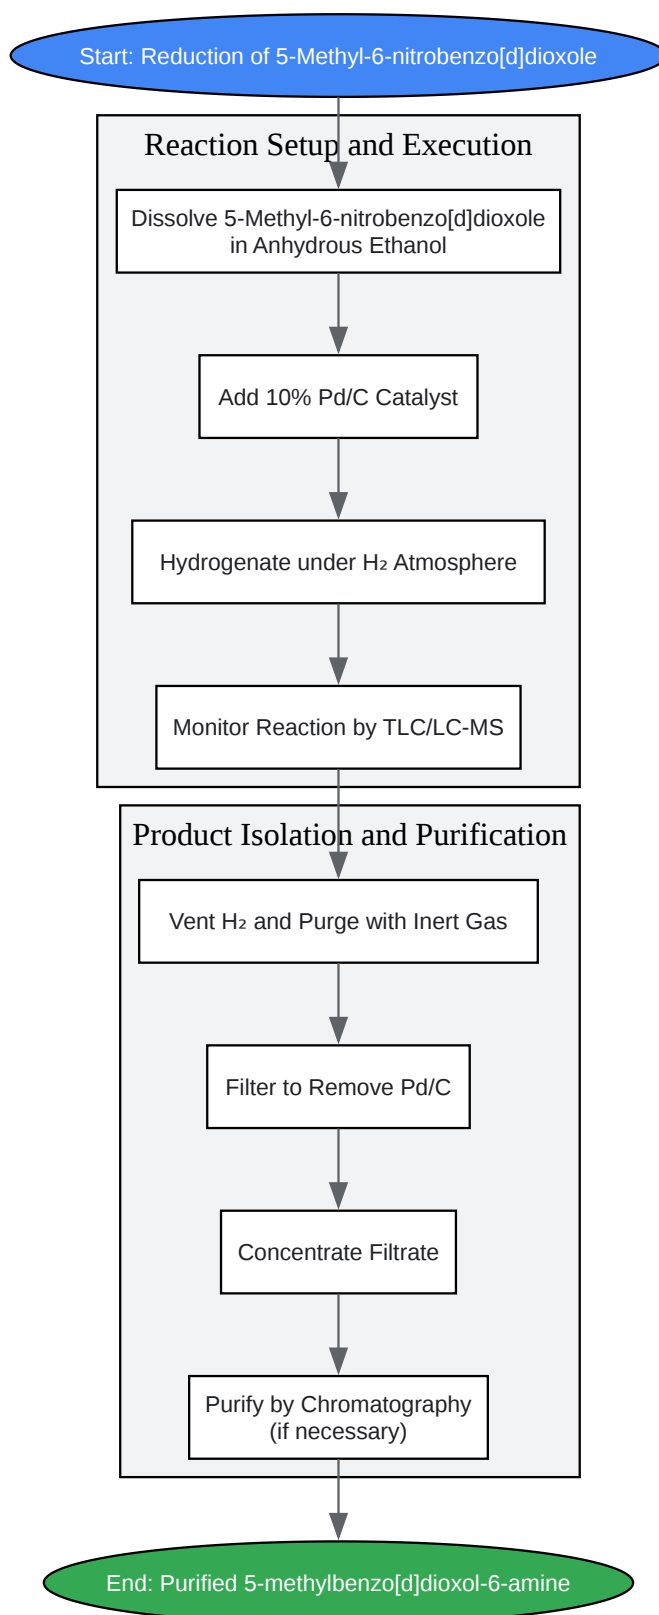 Start: Reduction of 5-Methyl-6-nitrobenzo[d]dioxole
Reaction Setup and Execution
Dissolve 5-Methyl-6-nitrobenzo[d]dioxole
in Anhydrous Ethanol
Add 10% Pd/C Catalyst
Hydrogenate under H₂ Atmosphere
Monitor Reaction by TLC/LC-MS
Product Isolation and Purification
Vent H₂ and Purge with Inert Gas
Filter to Remove Pd/C
Concentrate Filtrate
Purify by Chromatography
(if necessary)
End: Purified 5-methylbenzo[d]dioxol-6-amine